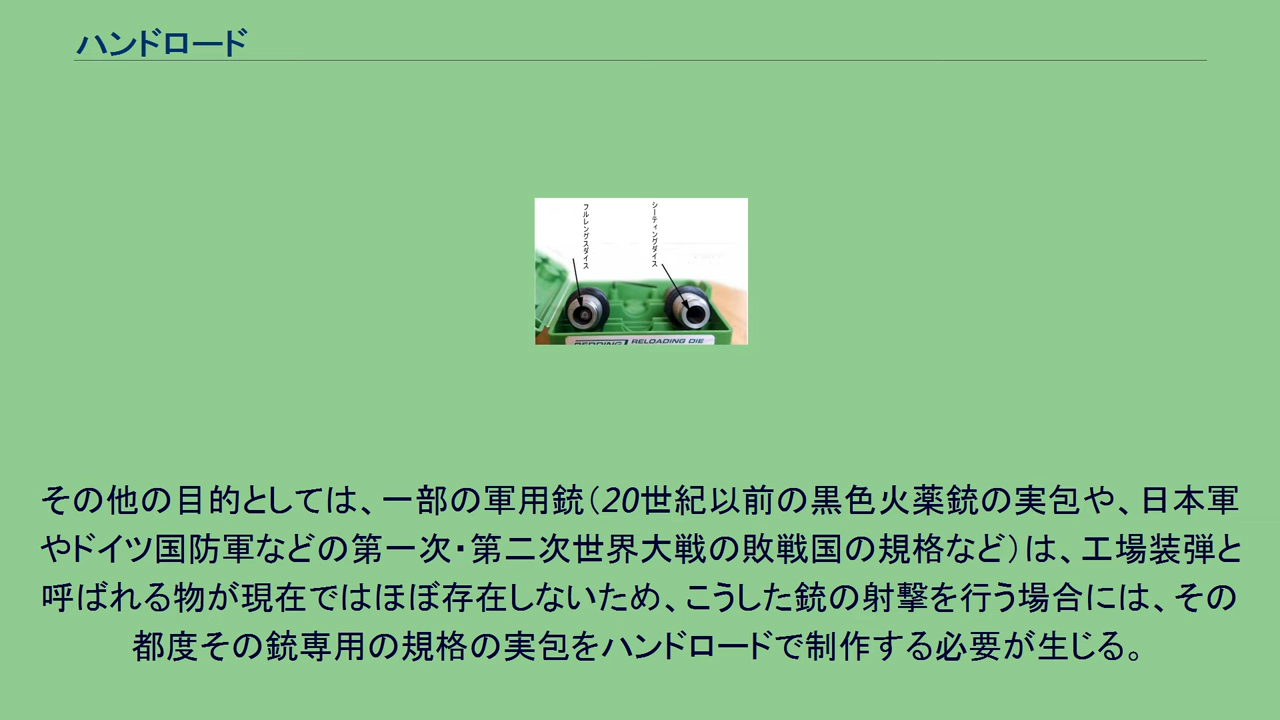 ハンドロード
フルレングスダイス
シーティングダイス
REDDING RELOADING DIE
その他の目的としては、一部の軍用銃(20世紀以前の黒色火薬銃の実包や、日本軍
やドイツ国防軍などの第一次・第二次世界大戦の敗戦国の規格など)は、工場装弾と
呼ばれる物が現在ではほぼ存在しないため、こうした銃の射撃を行う場合には、その
都度その銃専用の規格の実包をハンドロードで制作する必要が生じる。